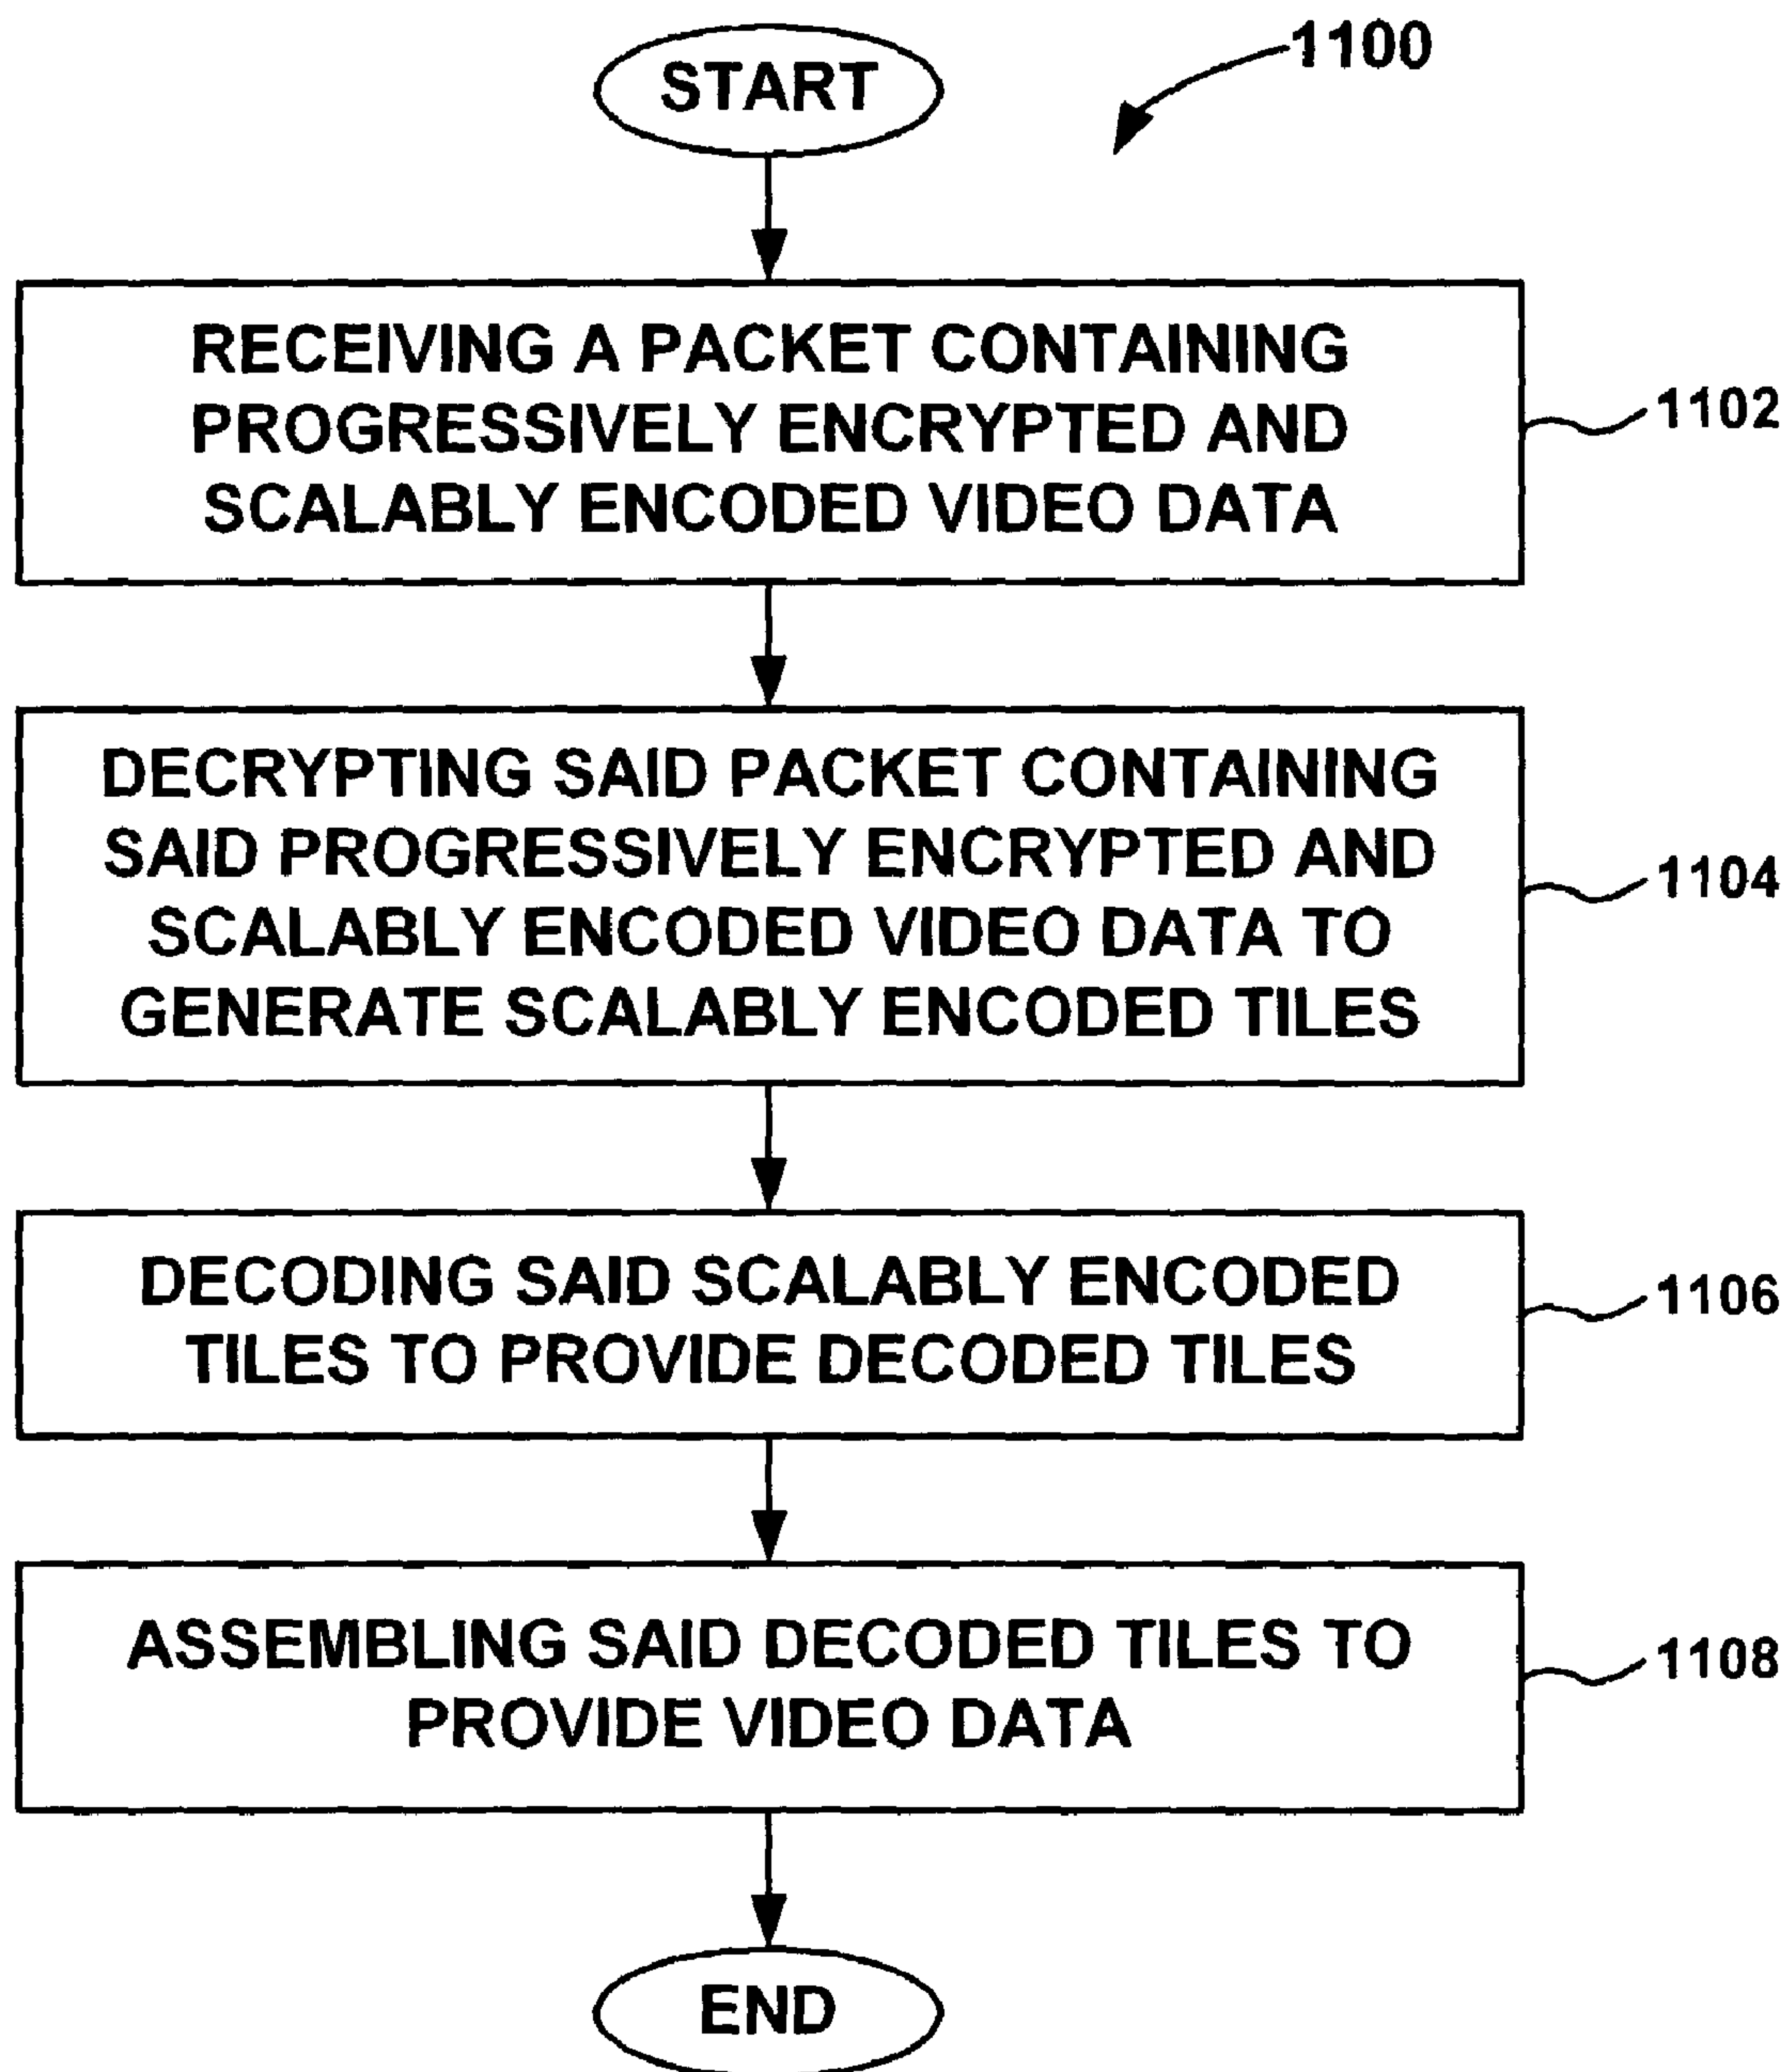 START
1100
RECEIVING A PACKET CONTAINING
PROGRESSIVELY ENCRYPTED AND
SCALABLY ENCODED VIDEO DATA
1102
DECRYPTING SAID PACKET CONTAINING
SAID PROGRESSIVELY ENCRYPTED AND
SCALABLY ENCODED VIDEO DATA TO
GENERATE SCALABLY ENCODED TILES
1104
DECODING SAID SCALABLY ENCODED
TILES TO PROVIDE DECODED TILES
1106
ASSEMBLING SAID DECODED TILES TO
PROVIDE VIDEO DATA
1108
END